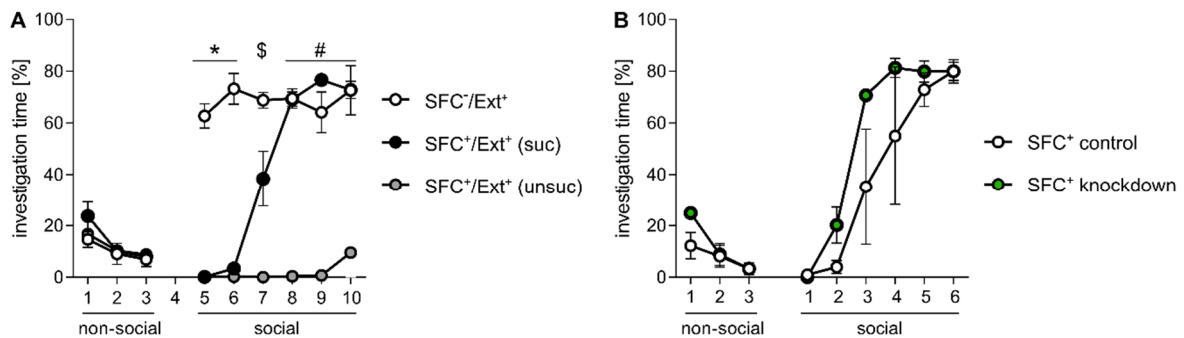 A
B
100
80
60
40
20
0
investigation time [%]
*
$
#
1 2 3 4 5 6 7 8 9 10
non-social
social
SFC⁻/Ext⁺
SFC⁺/Ext⁺ (suc)
SFC⁺/Ext⁺ (unsuc)
100
80
60
40
20
0
investigation time [%]
1 2 3 1 2 3 4 5 6
non-social
social
SFC⁺ control
SFC⁺ knockdown